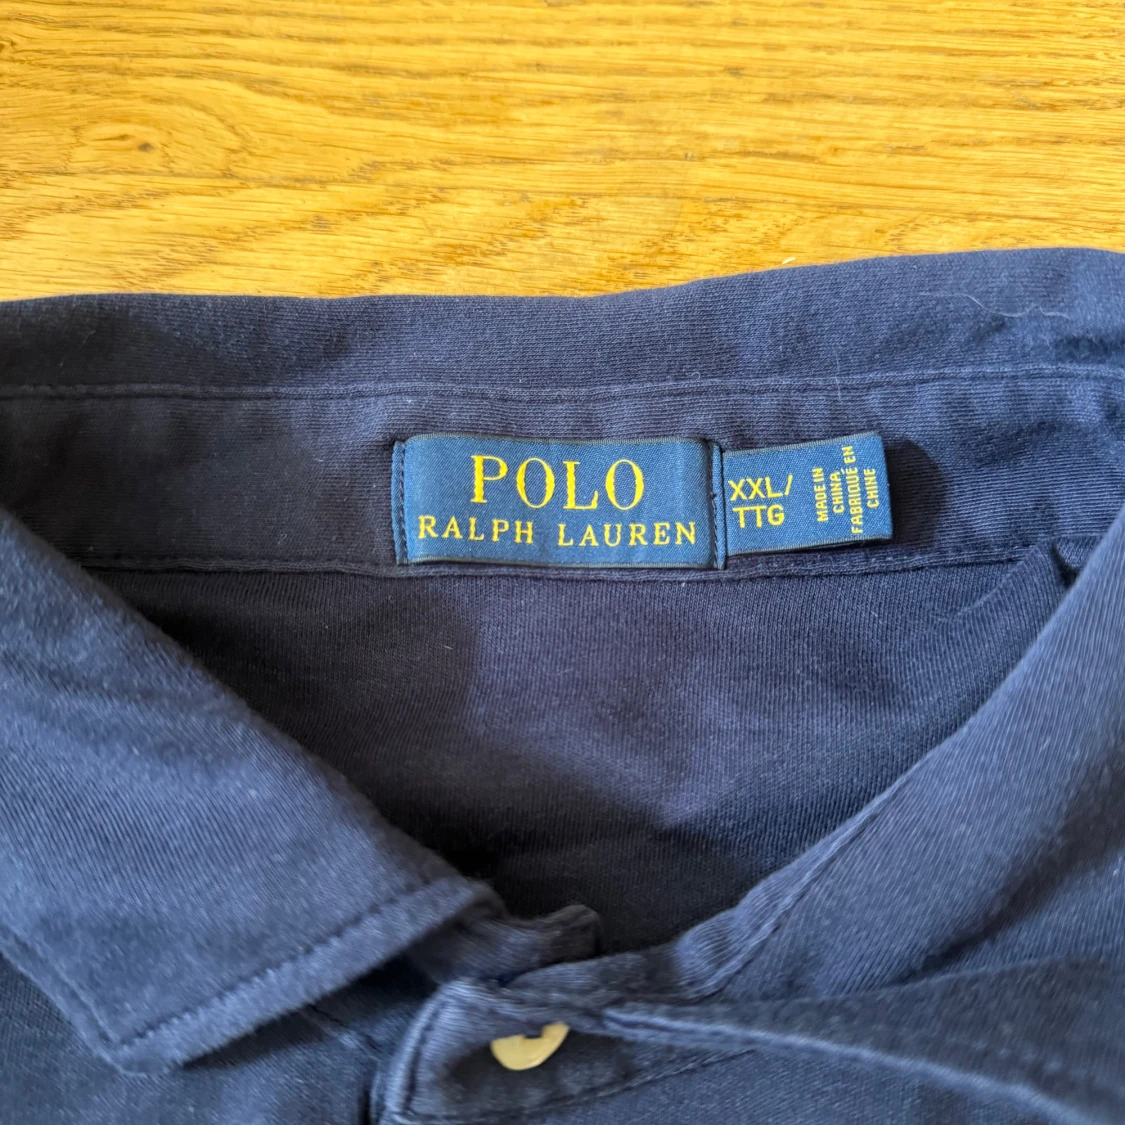 POLO
RALPH LAUREN
XXL/
TTG
MADE IN
CHINA
FABRIQUÉ EN
CHINE